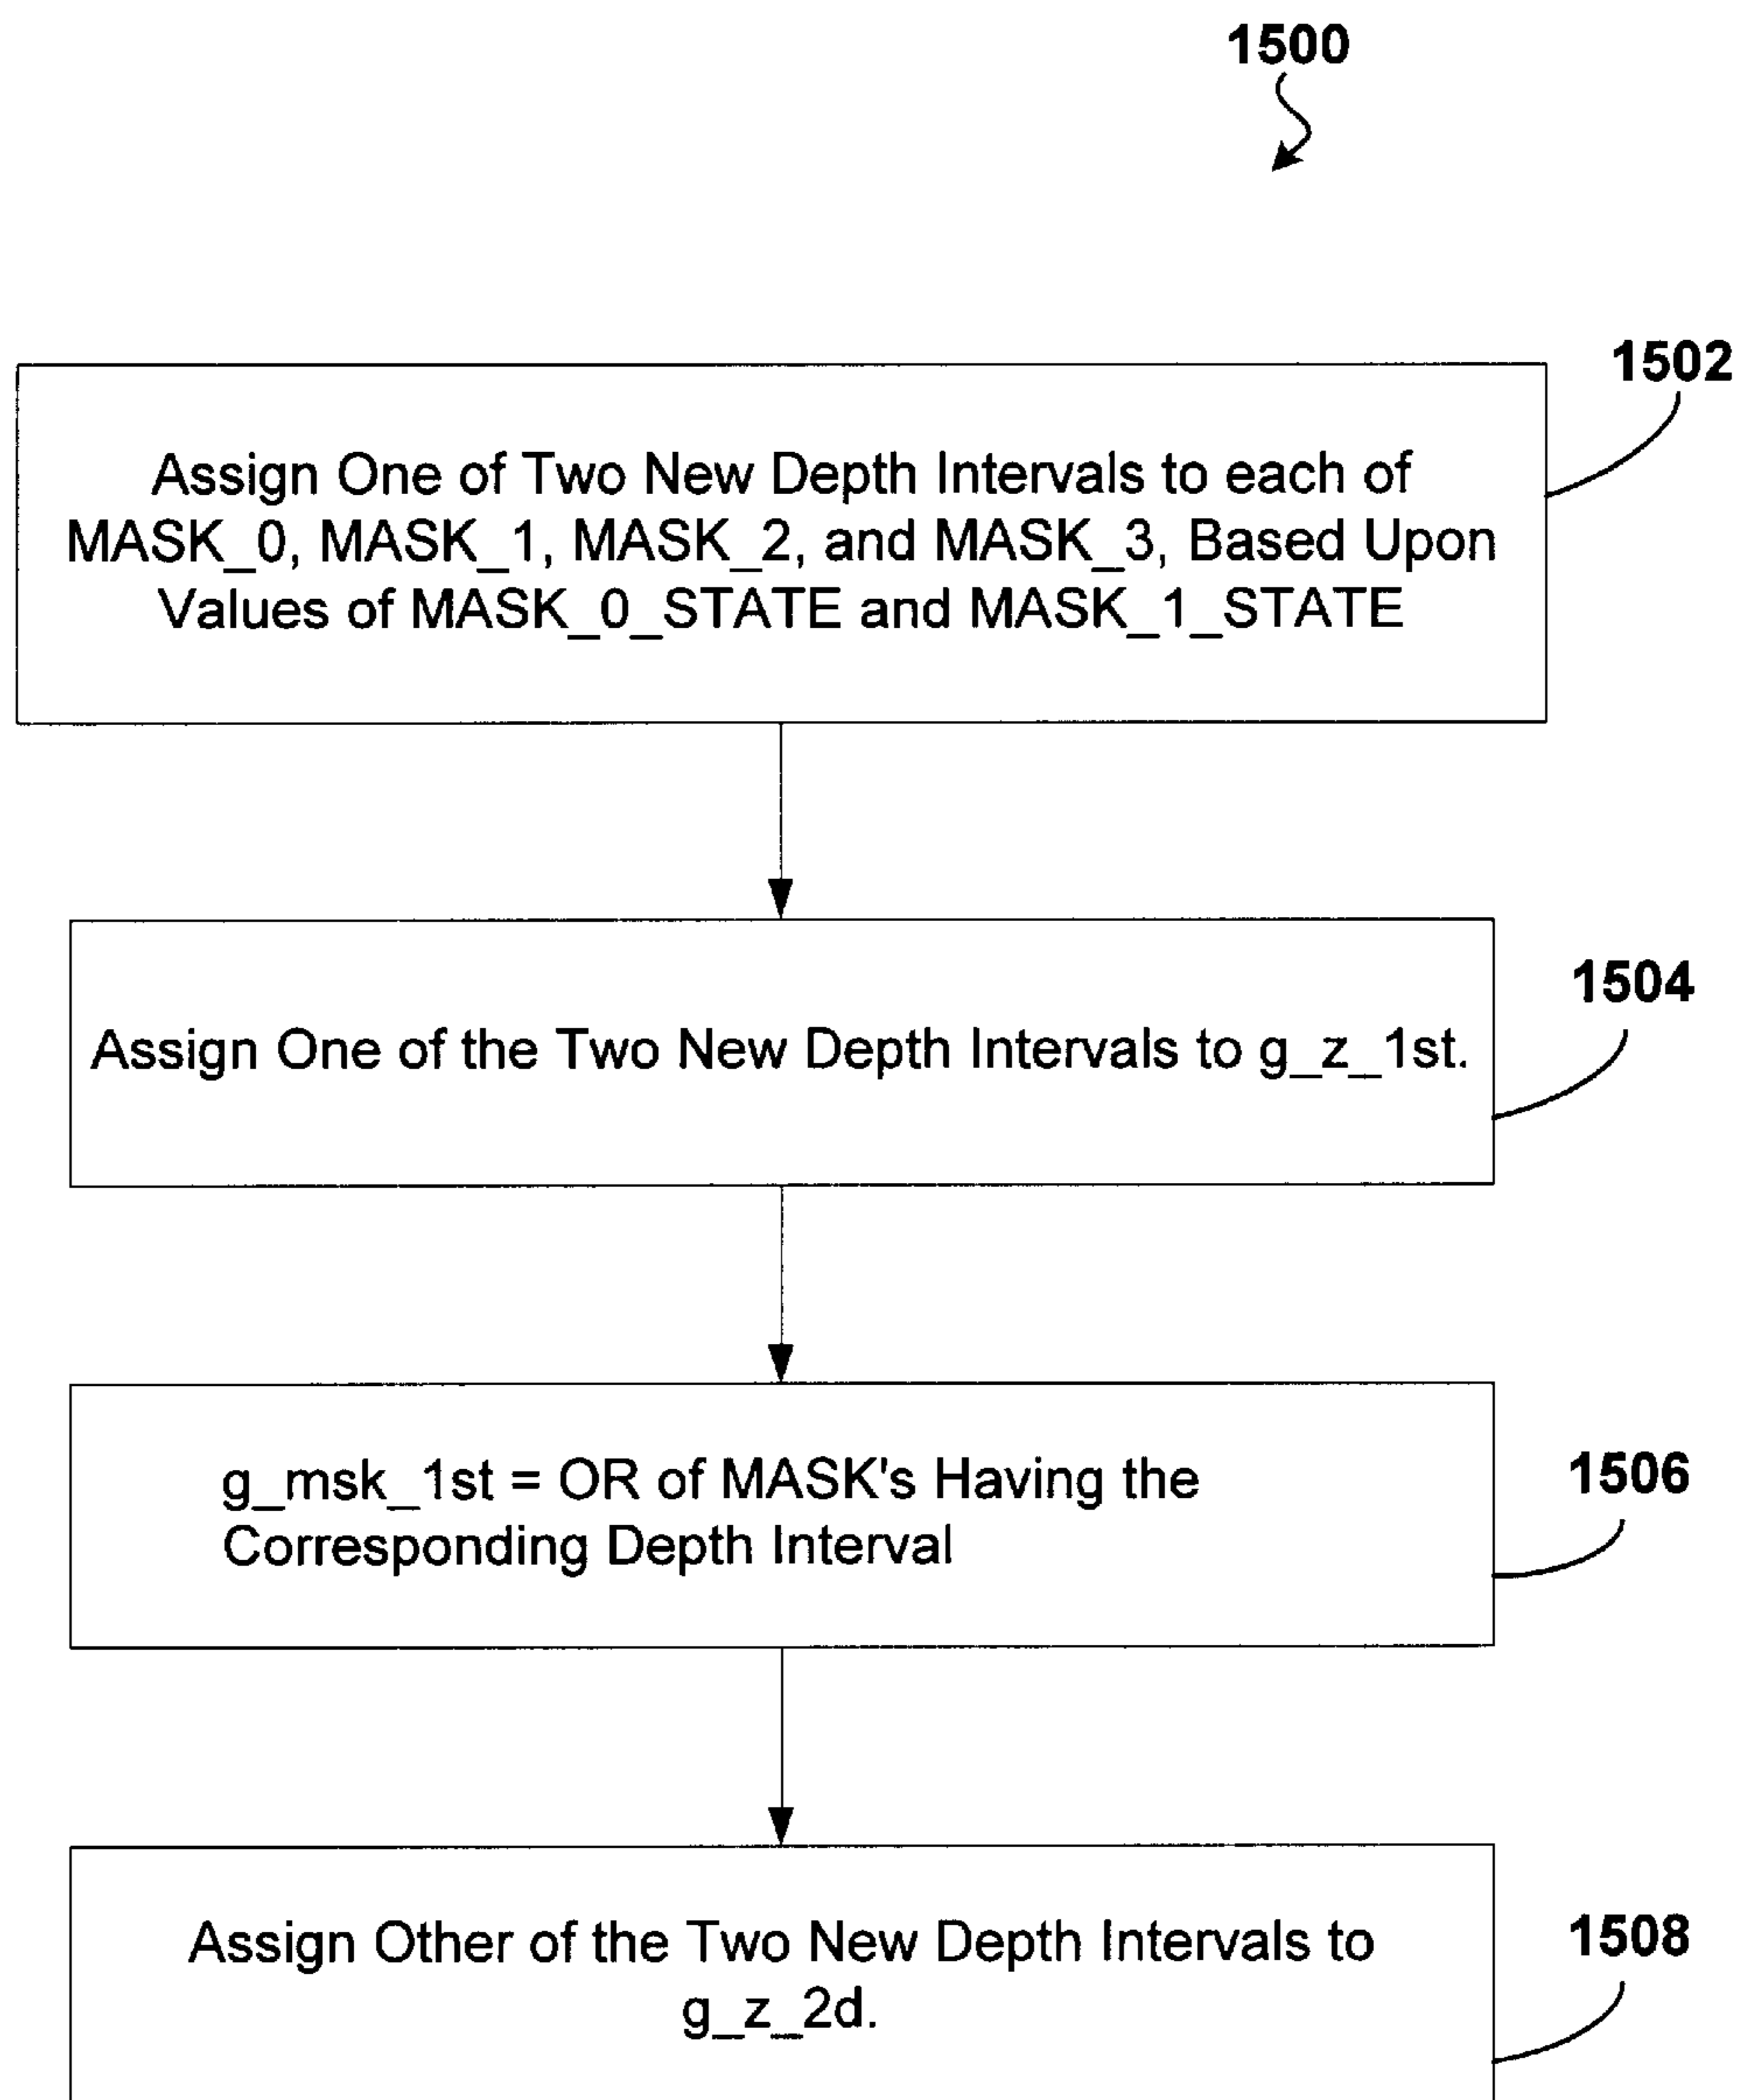 1500
1502
Assign One of Two New Depth Intervals to each of
MASK_0, MASK_1, MASK_2, and MASK_3, Based Upon
Values of MASK_0_STATE and MASK_1_STATE
1504
Assign One of the Two New Depth Intervals to g_z_1st.
1506
g_msk_1st = OR of MASK's Having the
Corresponding Depth Interval
1508
Assign Other of the Two New Depth Intervals to
g_z_2d.